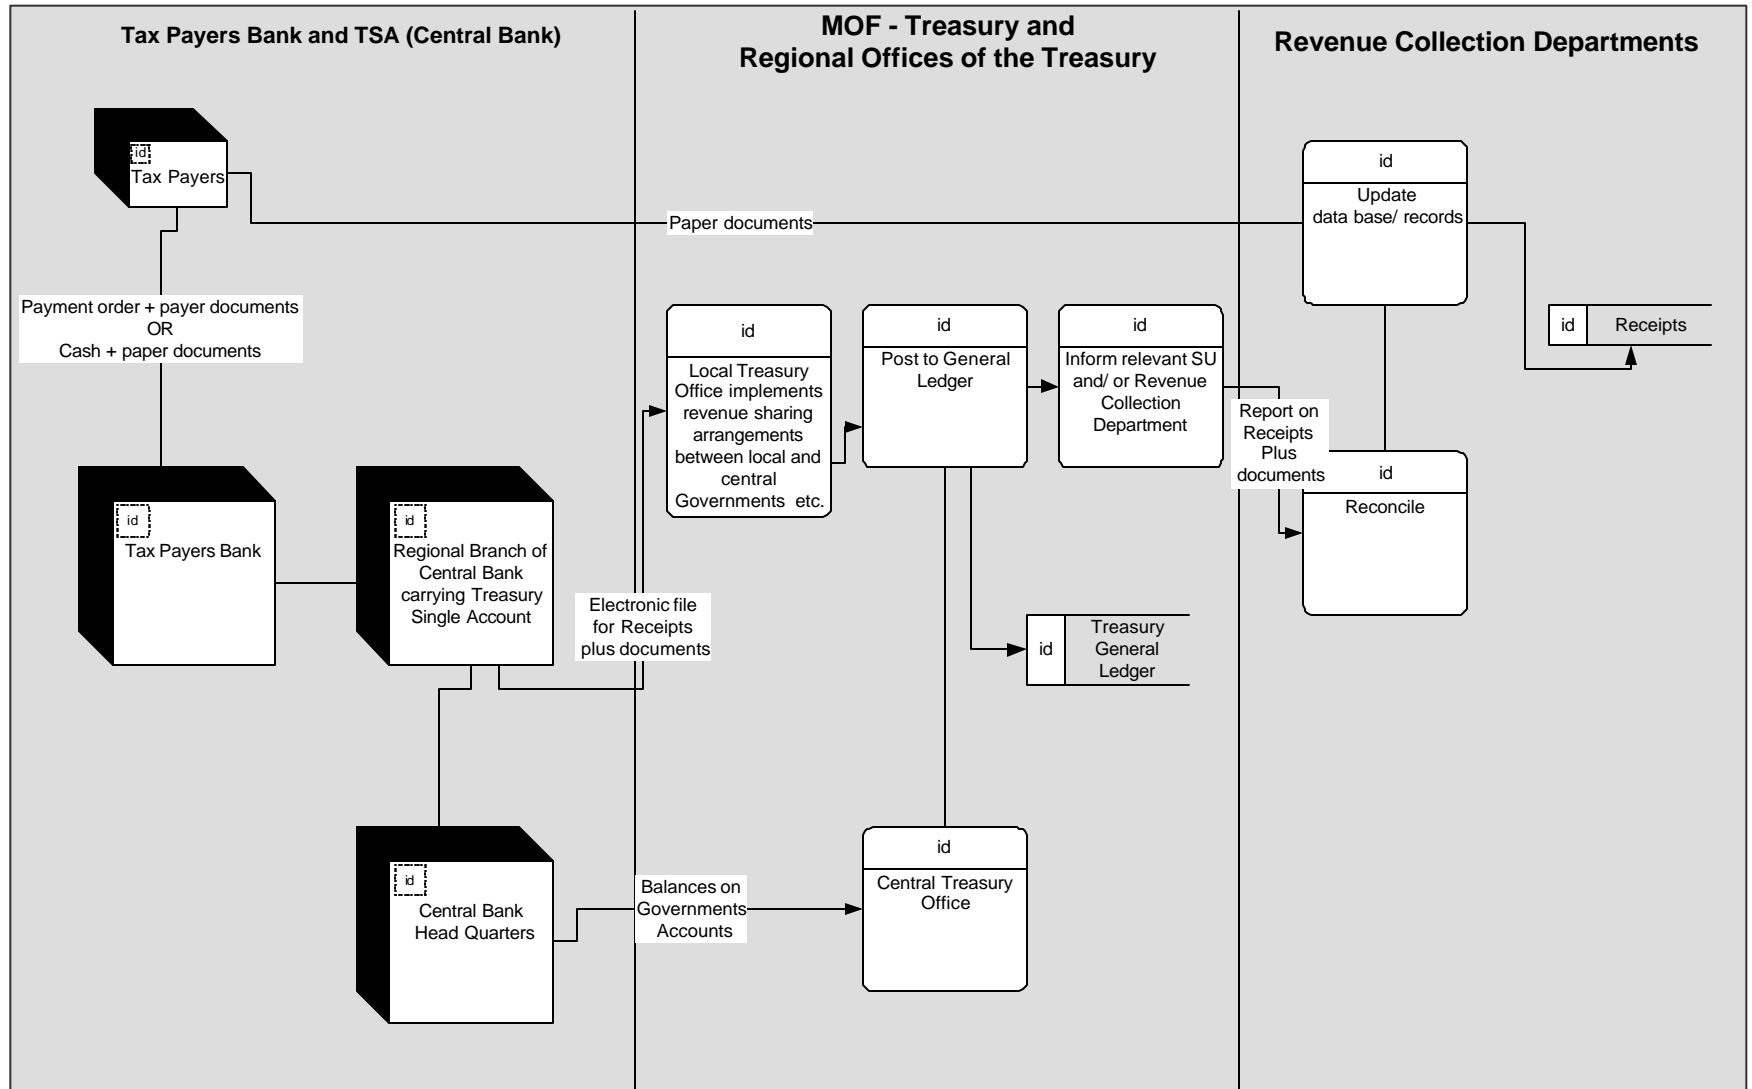 Tax Payers Bank and TSA (Central Bank)
MOF - Treasury and
Regional Offices of the Treasury
Revenue Collection Departments
id
Tax Payers
Paper documents
id
Update
data base/ records
Payment order + payer documents
OR
Cash + paper documents
id
Receipts
id
Local Treasury
Office implements
revenue sharing
arrangements
between local and
central
Governments etc.
id
Post to General
Ledger
id
Inform relevant SU
and/ or Revenue
Collection
Department
Report on
Receipts
Plus
documents
id
Reconcile
id
Tax Payers Bank
id
Regional Branch of
Central Bank
carrying Treasury
Single Account
Electronic file
for Receipts
plus documents
id
Treasury
General
Ledger
id
Central Bank
Head Quarters
Balances on
Governments
Accounts
id
Central Treasury
Office